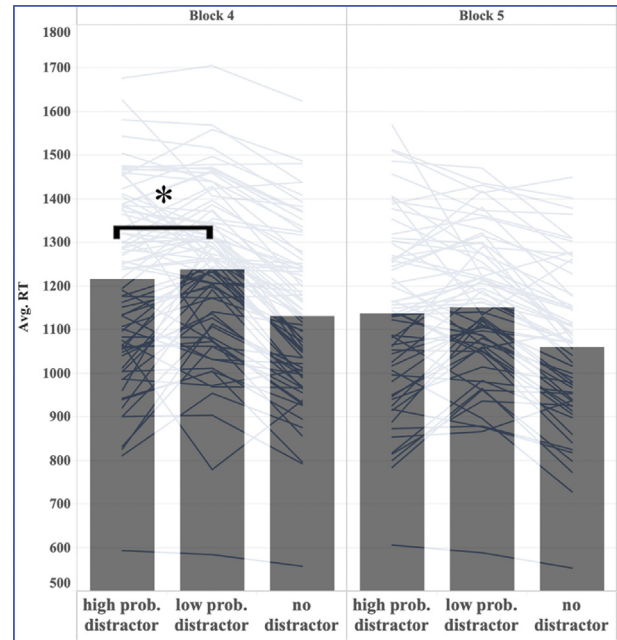 Block 4
Block 5
1800
1700
1600
1500
1400
1300
1200
1100
1000
900
800
700
600
500
Avg. RT
*
high prob.
distractor
low prob.
distractor
no
distractor
high prob.
distractor
low prob.
distractor
no
distractor